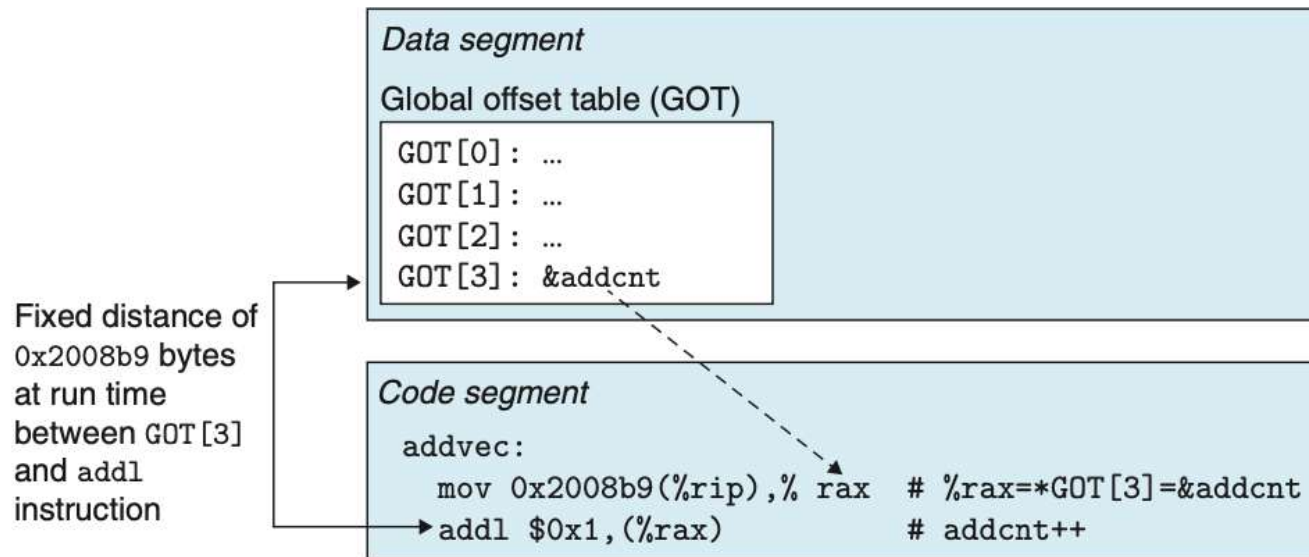 Data segment
Global offset table (GOT)
GOT[0]: …
GOT[1]: …
GOT[2]: …
GOT[3]: &addcnt
Fixed distance of
0x2008b9 bytes
at run time
between GOT[3]
and addl
instruction
Code segment
addvec:
mov 0x2008b9(%rip),% rax # %rax=*GOT[3]=&addcnt
addl $0x1,(%rax) # addcnt++